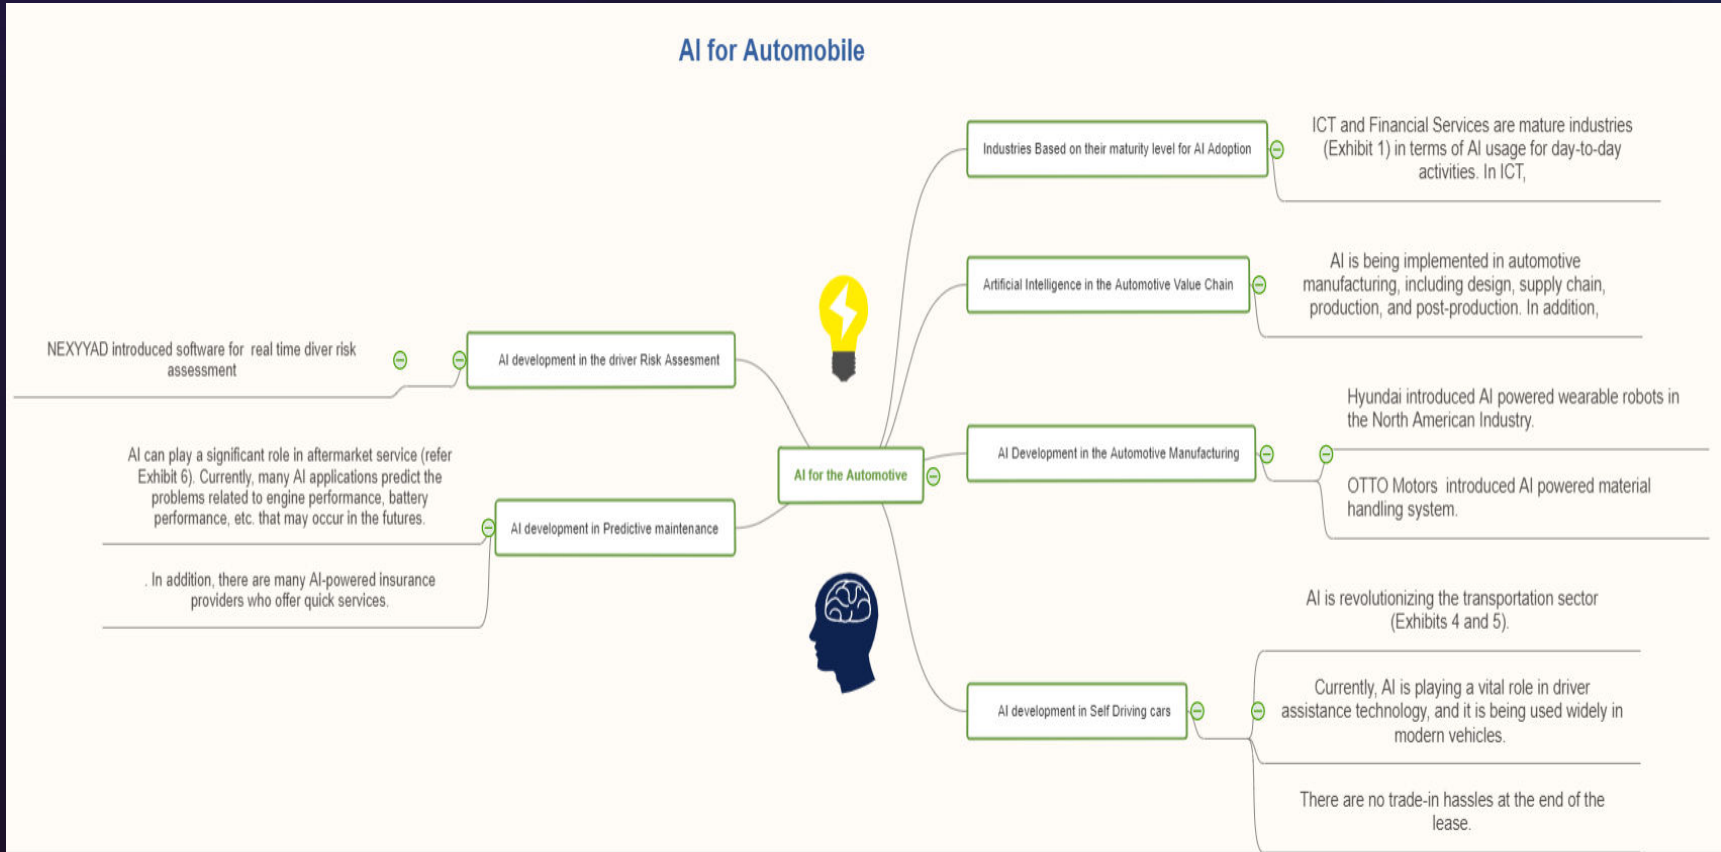 AI for Automobile
Industries Based on their maturity level for AI Adoption
ICT and Financial Services are mature industries
(Exhibit 1) in terms of AI usage for day-to-day
activities. In ICT,
Artificial Intelligence in the Automotive Value Chain
AI is being implemented in automotive
manufacturing, including design, supply chain,
production, and post-production. In addition,
AI Development in the Automotive Manufacturing
Hyundai introduced AI powered wearable robots in
the North American Industry.
OTTO Motors introduced AI powered material
handling system.
AI for the Automotive
AI development in Self Driving cars
AI is revolutionizing the transportation sector
(Exhibits 4 and 5).
Currently, AI is playing a vital role in driver
assistance technology, and it is being used widely in
modern vehicles.
There are no trade-in hassles at the end of the
lease.
AI development in the driver Risk Assesment
NEXYYAD introduced software for real time diver risk
assessment
AI development in Predictive maintenance
AI can play a significant role in aftermarket service (refer
Exhibit 6). Currently, many AI applications predict the
problems related to engine performance, battery
performance, etc. that may occur in the futures.
. In addition, there are many AI-powered insurance
providers who offer quick services.